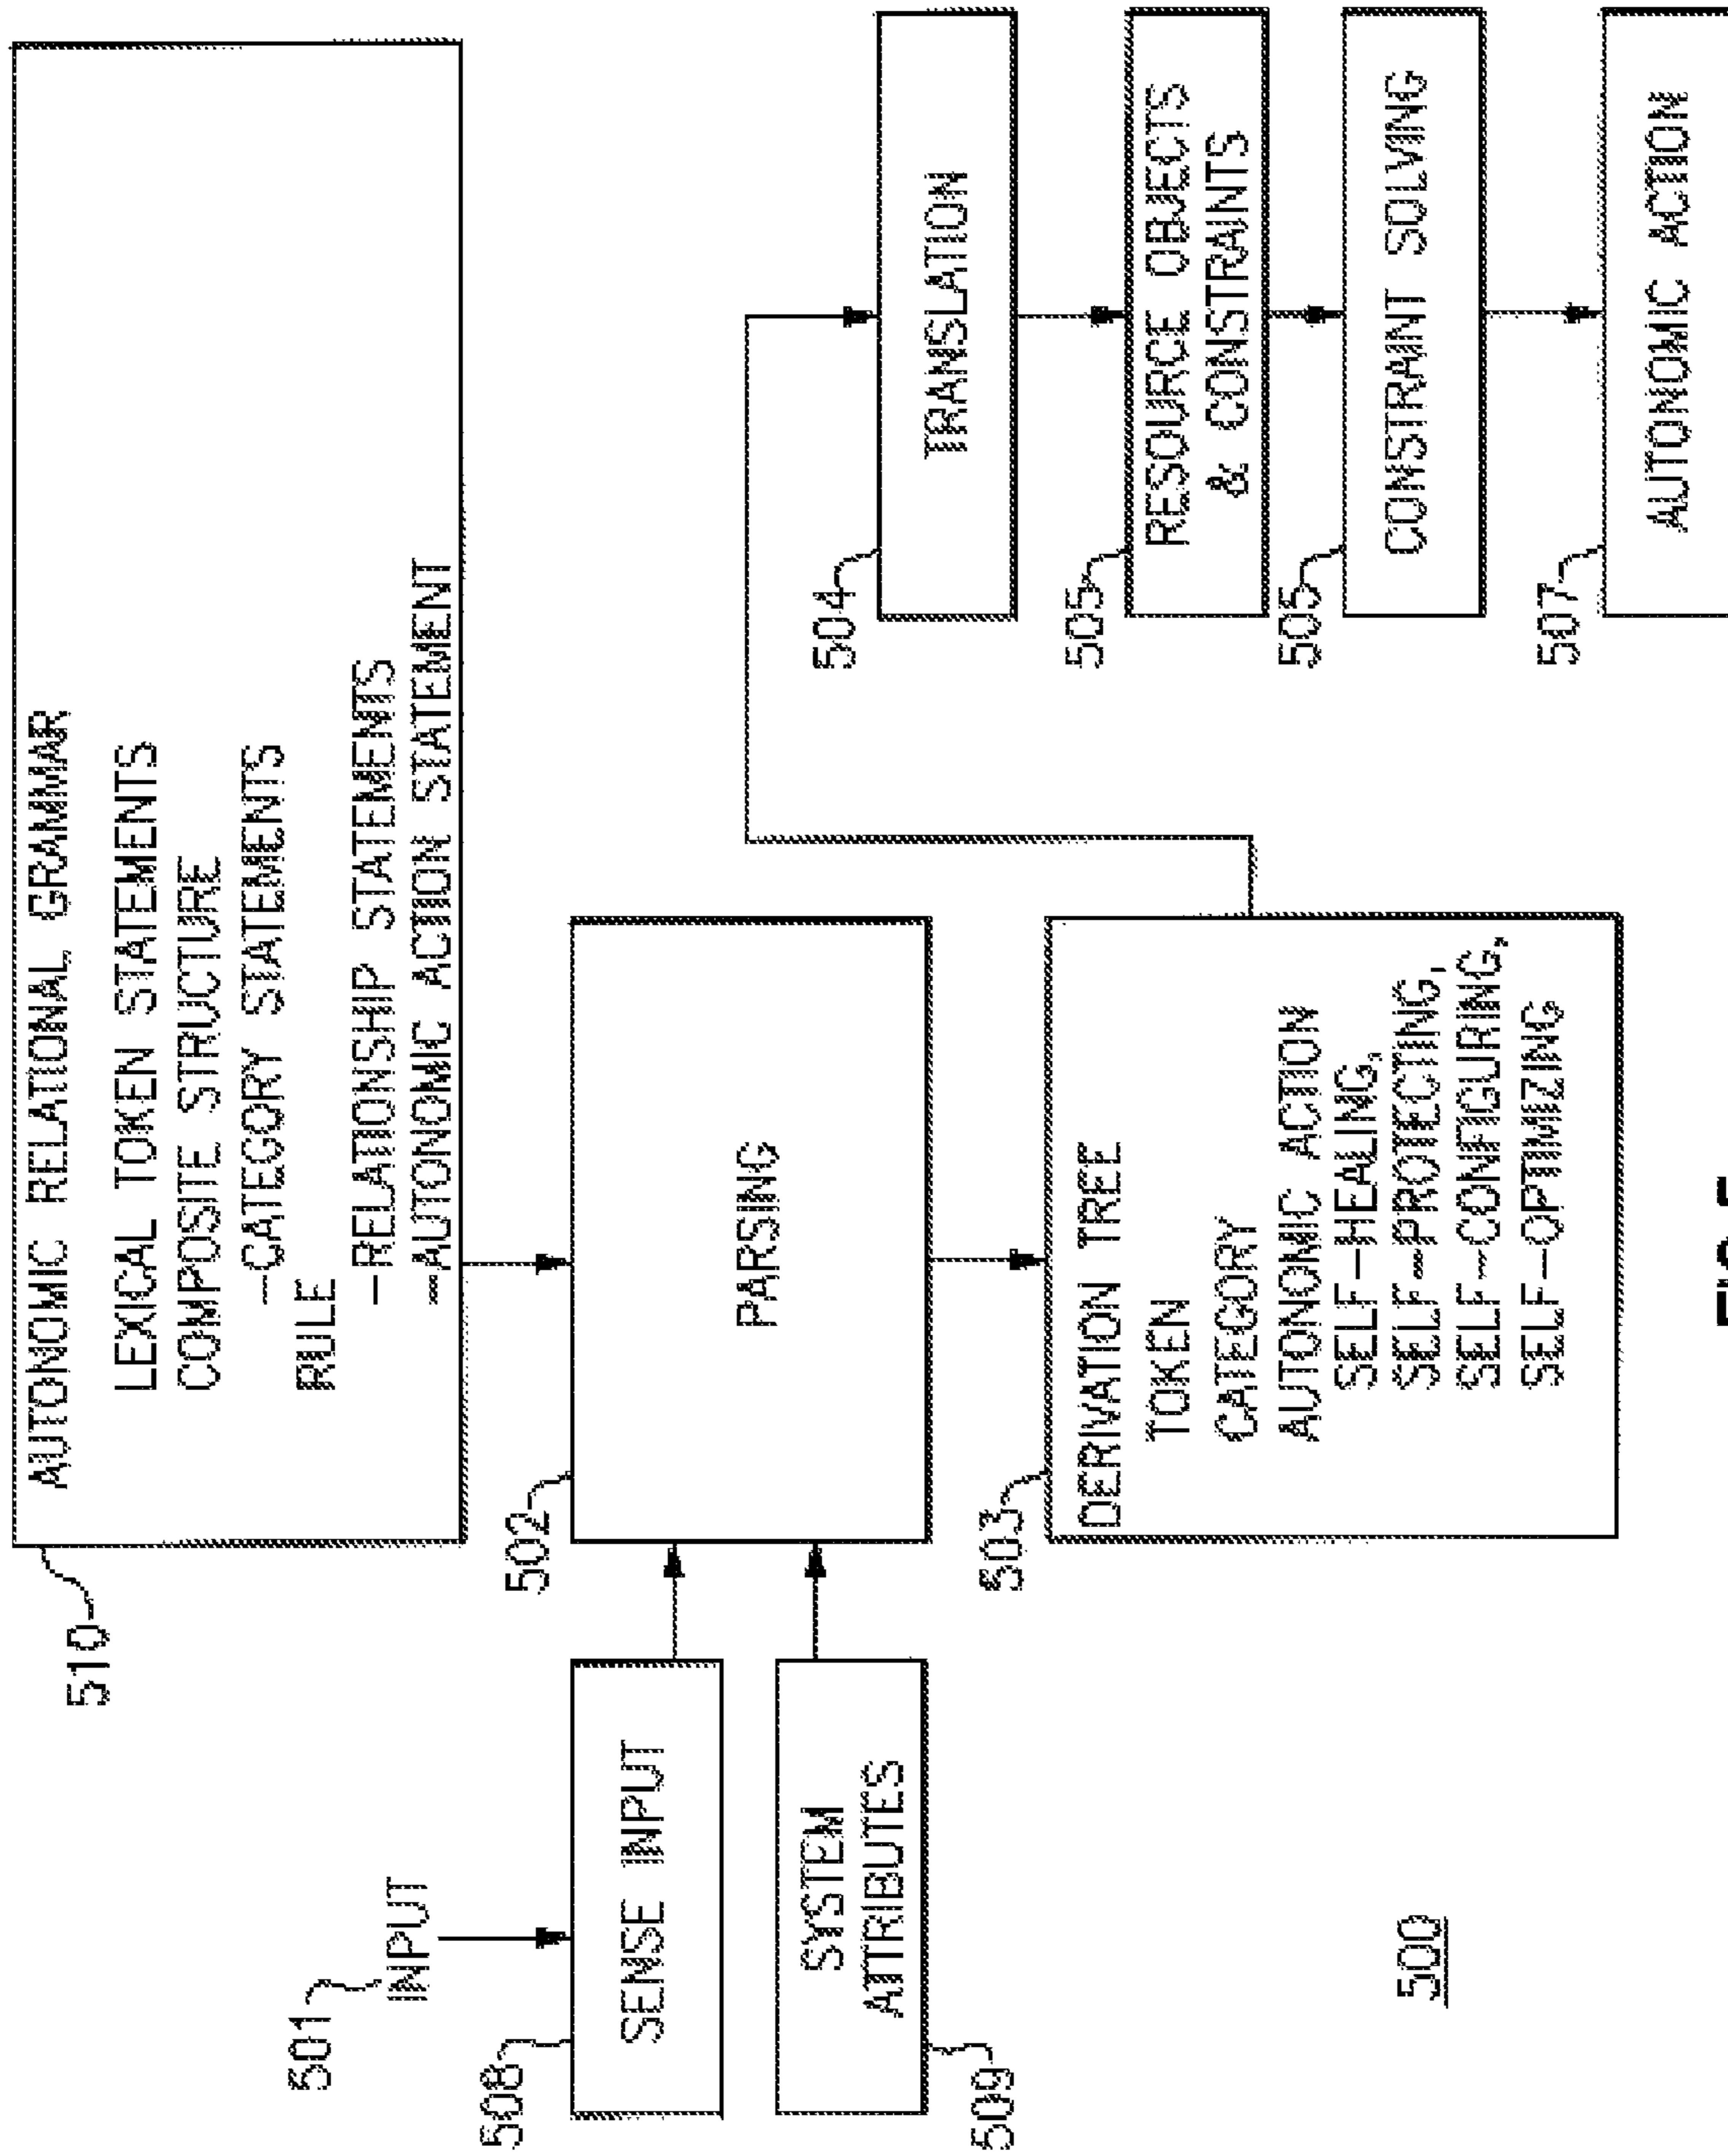 510
AUTONOMIC RELATIONAL GRAMMAR
LEXICAL TOKEN STATEMENTS
COMPOSITE STRUCTURE
—CATEGORY STATEMENTS
RULE
—RELATIONSHIP STATEMENTS
—AUTONOMIC ACTION STATEMENT
501
INPUT
508
SENSE INPUT
509
SYSTEM
ATTRIBUTES
502
PARSING
503
DERIVATION TREE
TOKEN
CATEGORY
AUTONOMIC ACTION
SELF—HEALING,
SELF—PROTECTING,
SELF—CONFIGURING,
SELF—OPTIMIZING
504
TRANSLATION
505
RESOURCE OBJECTS
& CONSTRAINTS
505
CONSTRAINT SOLVING
507
AUTONOMIC ACTION
500